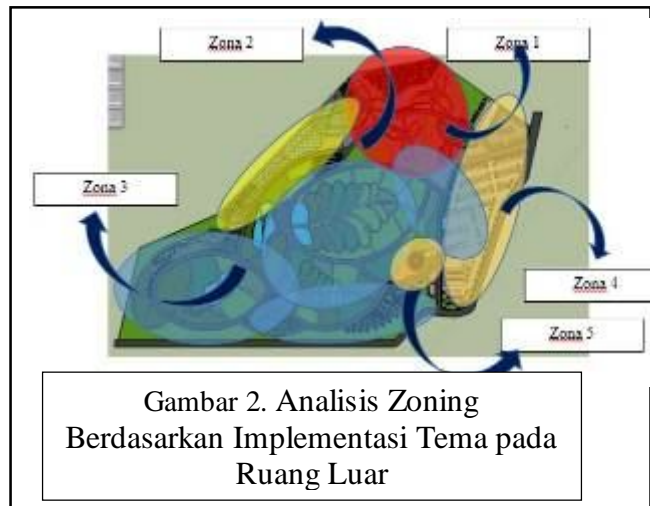 Zona 2
Zona 1
Zona 3
Zona 4
Zona 5
Gambar 2. Analisis Zoning
Berdasarkan Implementasi Tema pada
Ruang Luar